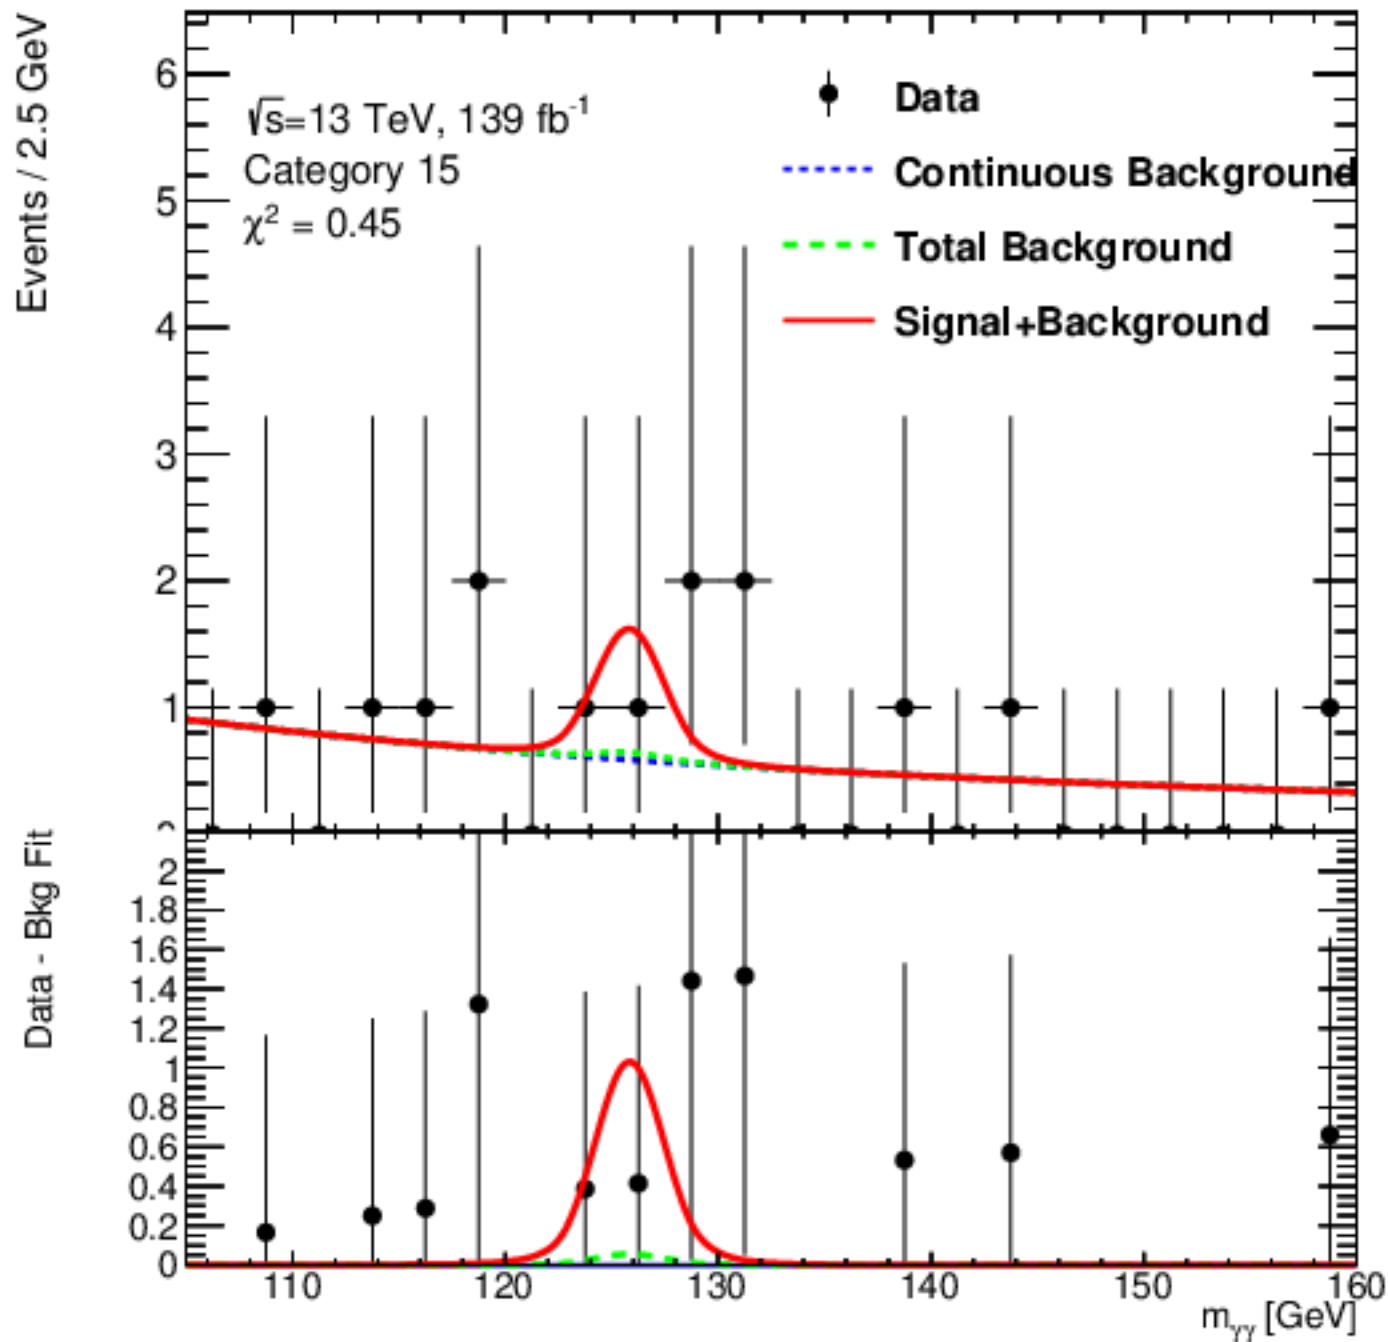 Events / 2.5 GeV
6
5
4
3
2
1
√s=13 TeV, 139 fb⁻¹
Category 15
χ² = 0.45
Data
Continuous Background
Total Background
Signal+Background
Data - Bkg Fit
2
1.8
1.6
1.4
1.2
1
0.8
0.6
0.4
0.2
0
110 120 130 140 150 160
mγγ [GeV]